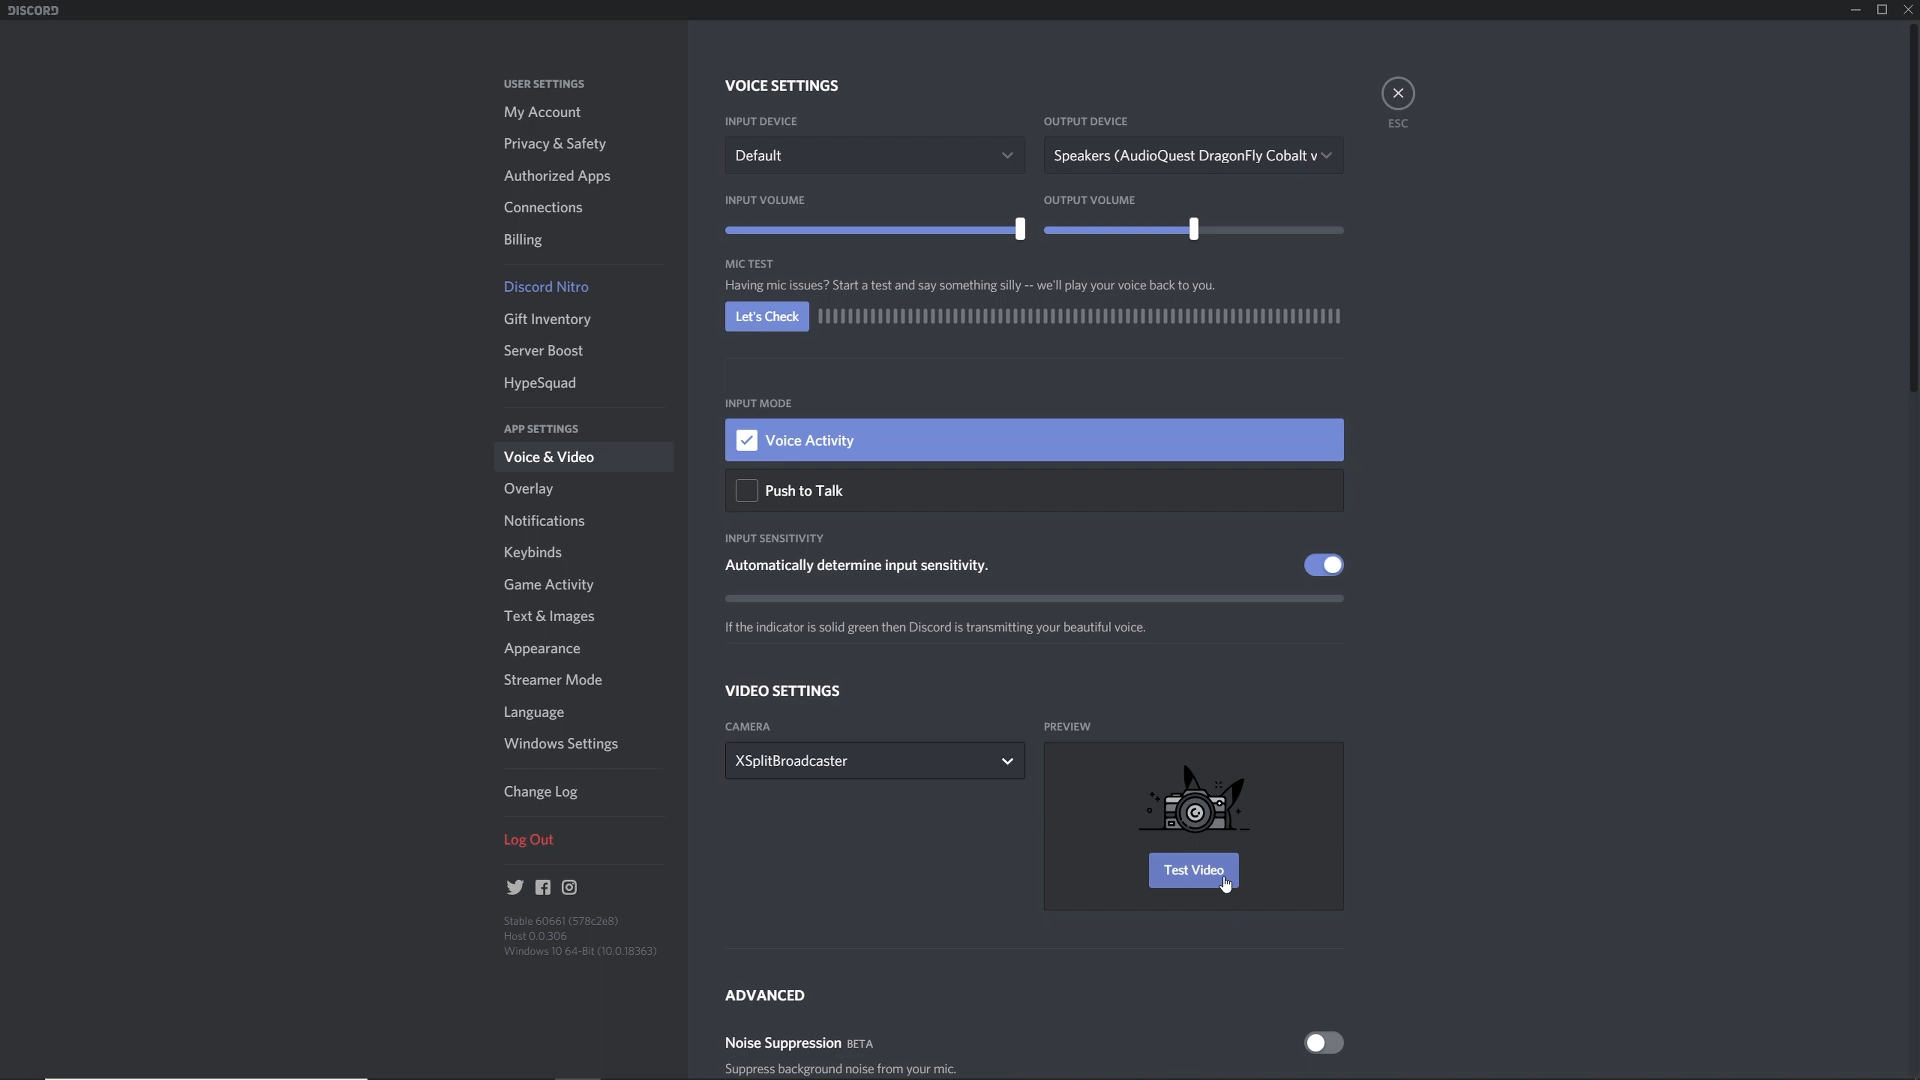 DISCORD
USER SETTINGS
My Account
Privacy & Safety
Authorized Apps
Connections
Billing
Discord Nitro
Gift Inventory
Server Boost
HypeSquad
APP SETTINGS
Voice & Video
Overlay
Notifications
Keybinds
Game Activity
Text & Images
Appearance
Streamer Mode
Language
Windows Settings
Change Log
Log Out
Stable 60661 (578c2e8)
Host 0.0.306
Windows 10 64-Bit (10.0.18363)
VOICE SETTINGS
ESC
INPUT DEVICE
OUTPUT DEVICE
Default
Speakers (AudioQuest DragonFly Cobalt v
INPUT VOLUME
OUTPUT VOLUME
MIC TEST
Having mic issues? Start a test and say something silly -- we'll play your voice back to you.
Let's Check
INPUT MODE
Voice Activity
Push to Talk
INPUT SENSITIVITY
Automatically determine input sensitivity.
If the indicator is solid green then Discord is transmitting your beautiful voice.
VIDEO SETTINGS
CAMERA
PREVIEW
XSplitBroadcaster
Test Video
ADVANCED
Noise Suppression BETA
Suppress background noise from your mic.